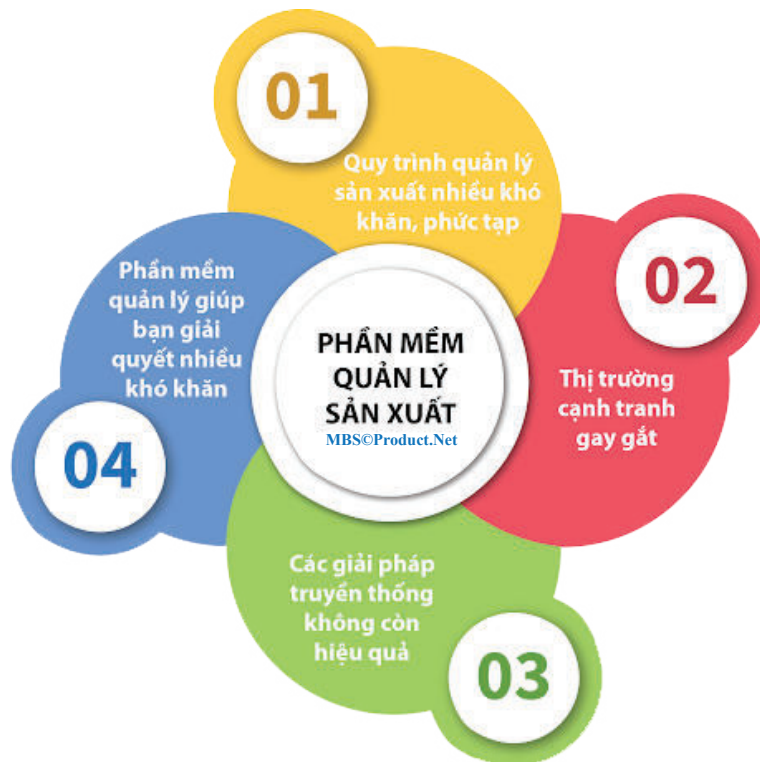 01
Quy trình quản lý
sản xuất nhiều khó
khăn, phức tạp
02
Thị trường
cạnh tranh
gay gắt
PHẦN MỀM
QUẢN LÝ
SẢN XUẤT
MBS©Product.Net
Phần mềm
quản lý giúp
bạn giải
quyết nhiều
khó khăn
04
Các giải pháp
truyền thống
không còn
hiệu quả
03